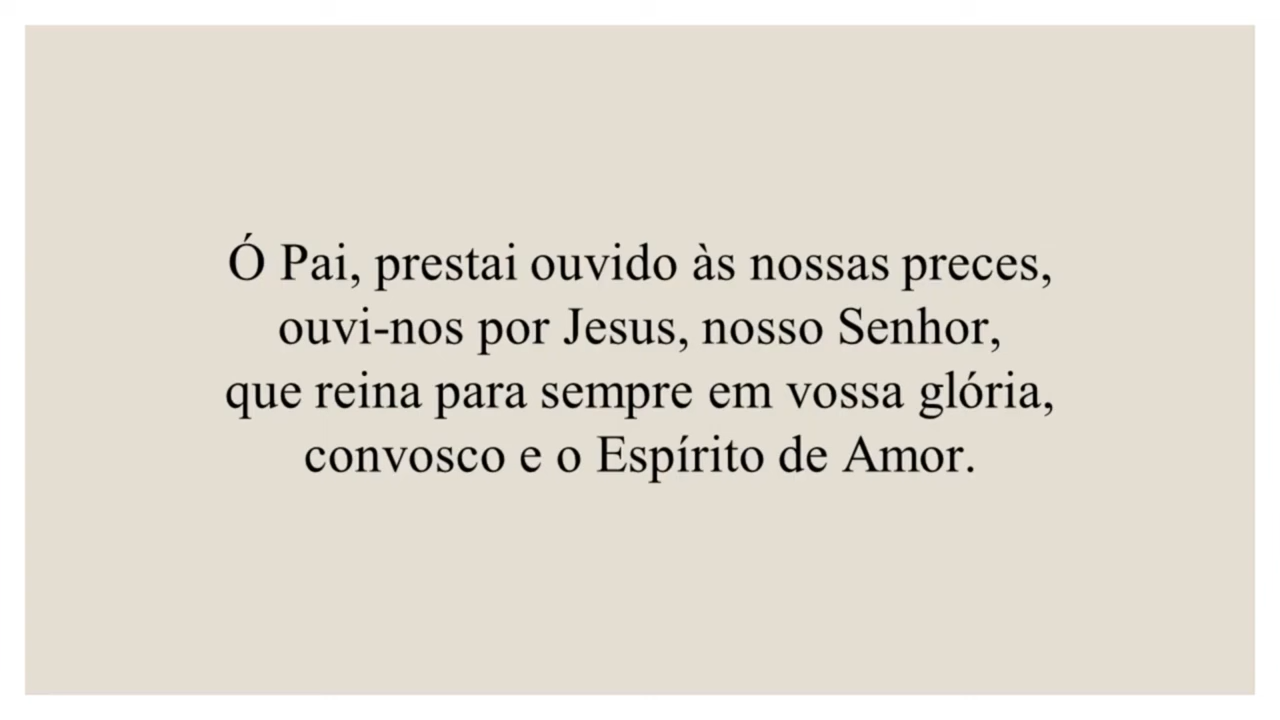 Ó Pai, prestai ouvido às nossas preces,
ouvi-nos por Jesus, nosso Senhor,
que reina para sempre em vossa glória,
convosco e o Espírito de Amor.